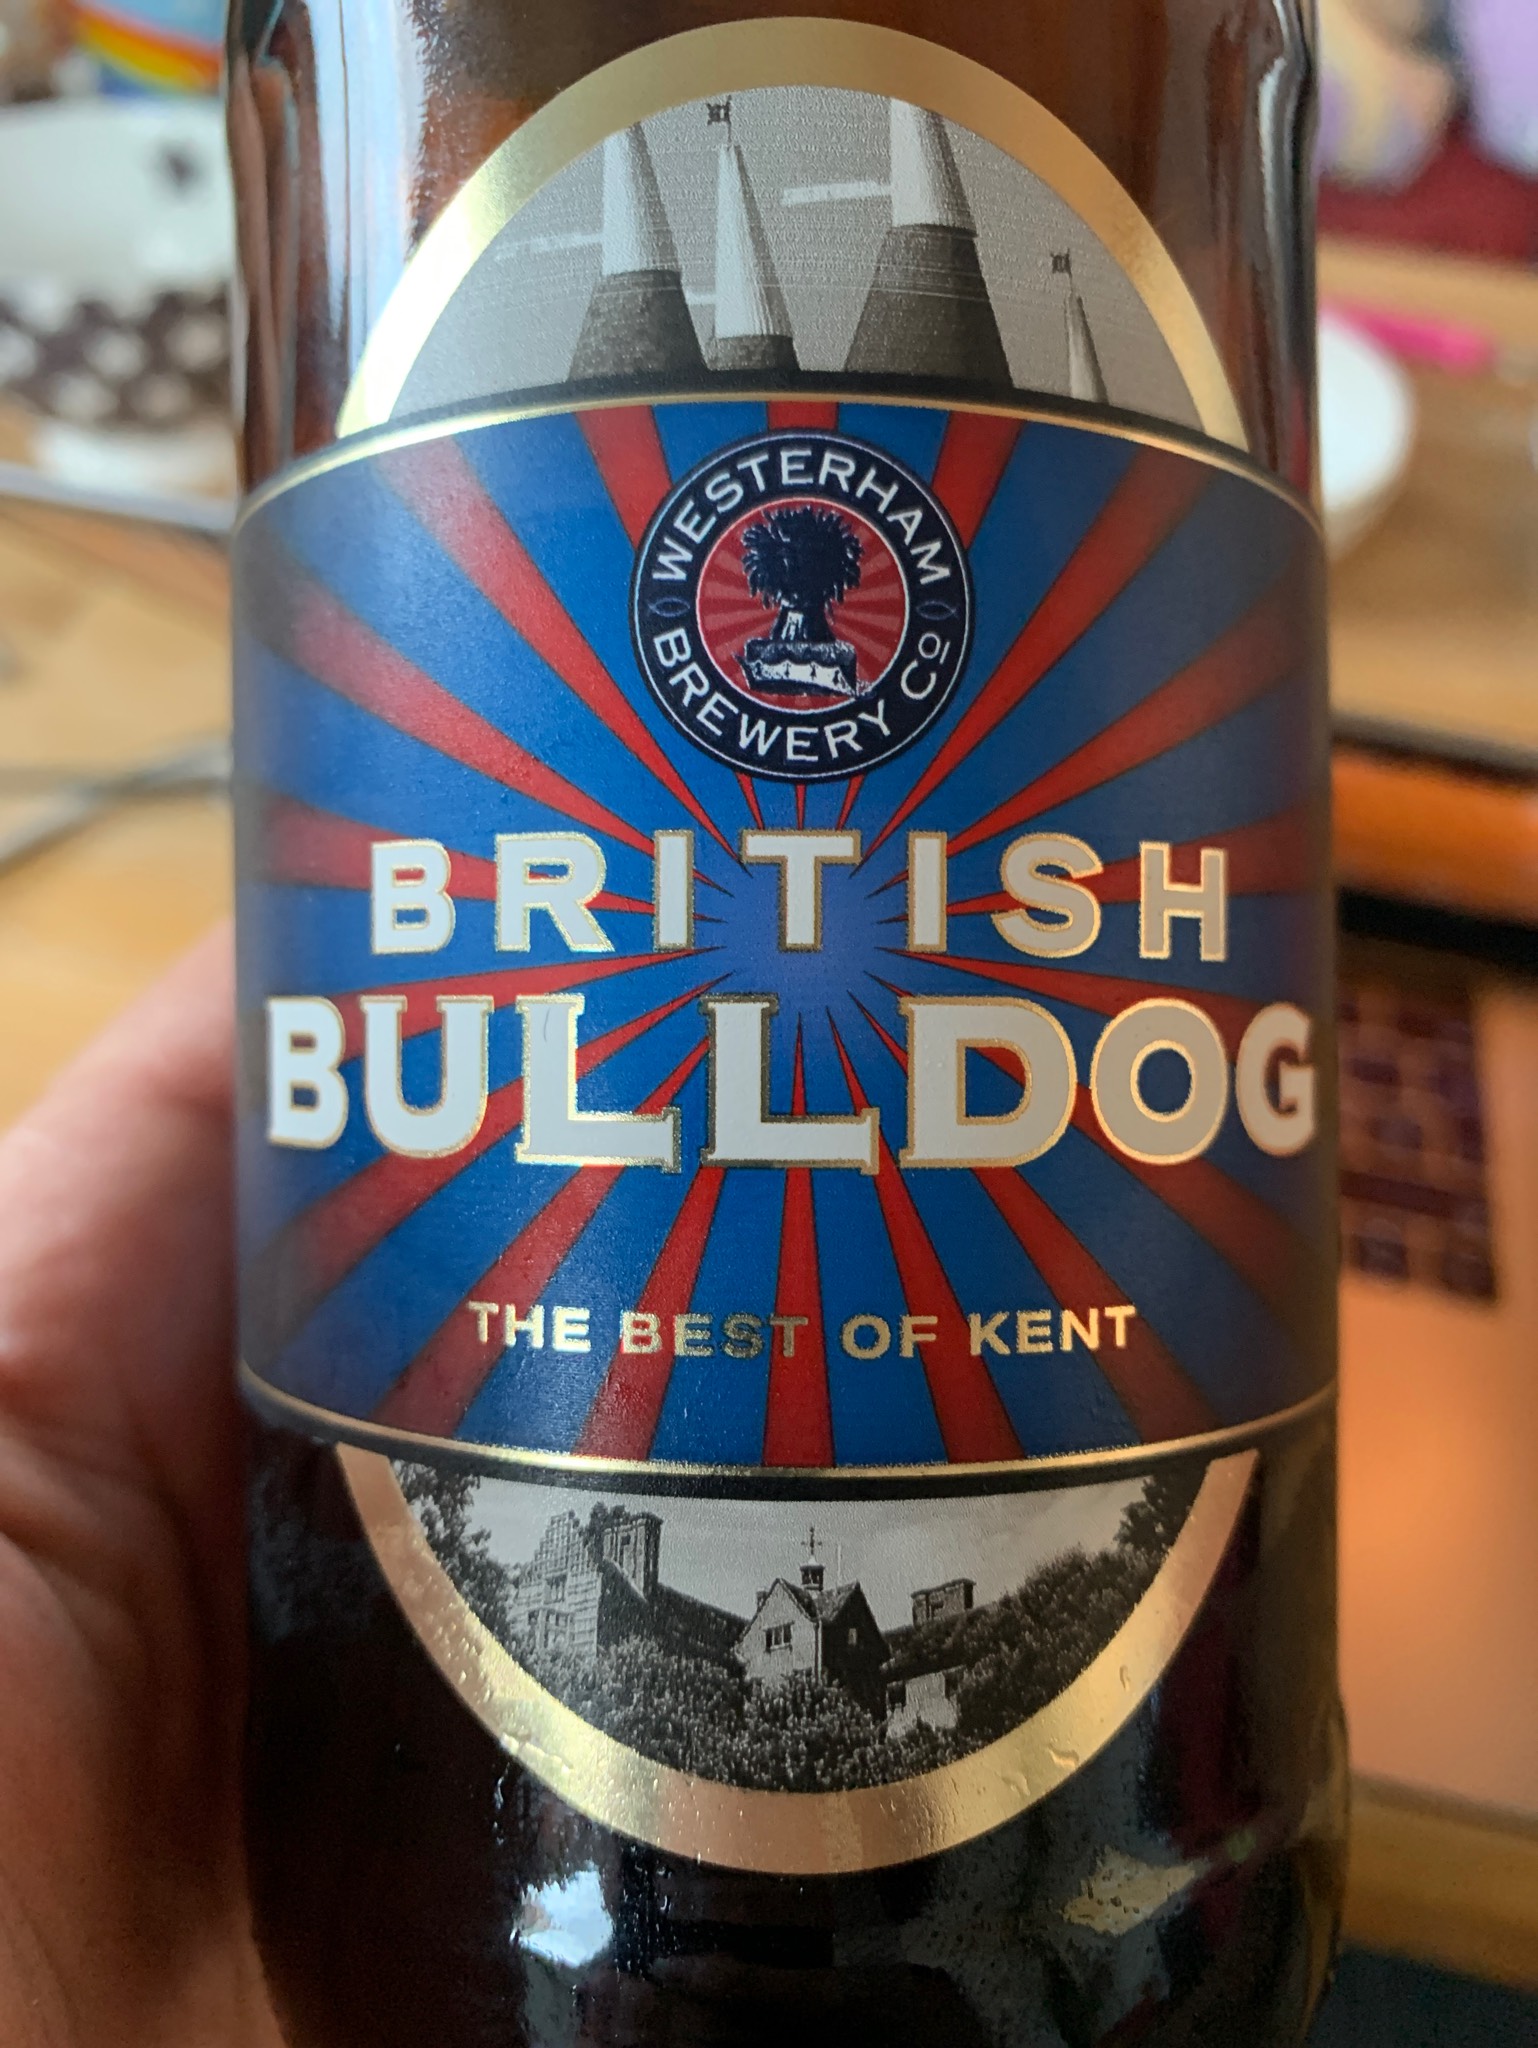 WESTERHAM
BREWERY Cº
BRITISH
BULLDOG
THE BEST OF KENT